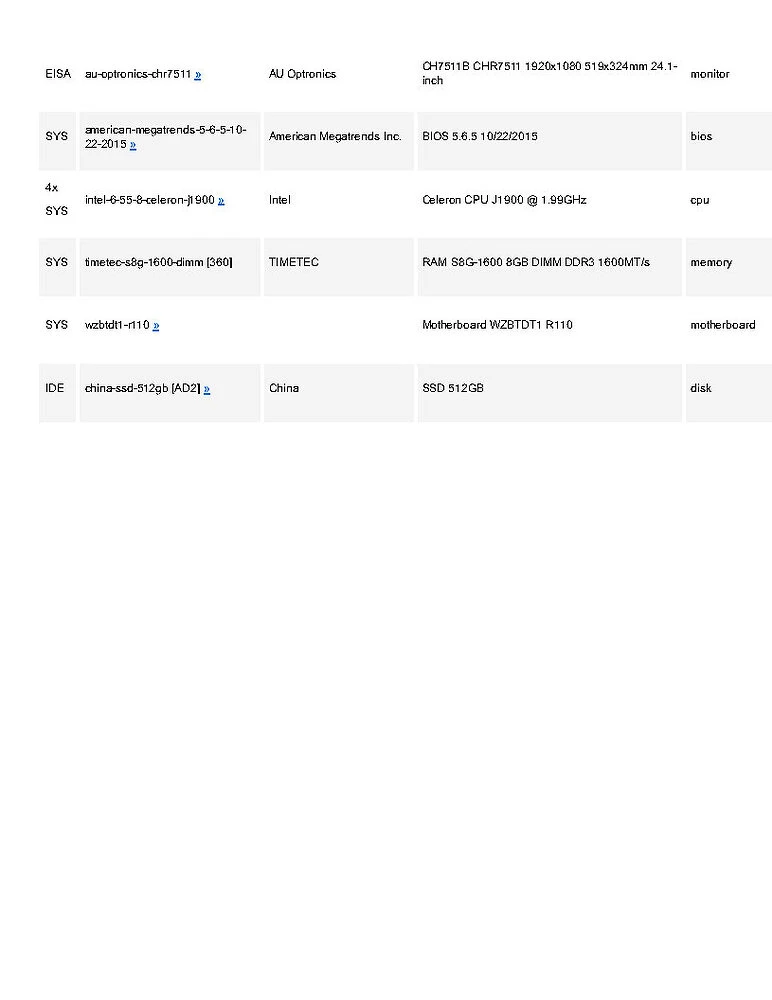 EISA au-optronics-chr7511 » AU Optronics CH7511B CHR7511 1920x1080 519x324mm 24.1-
inch monitor
SYS american-megatrends-5-6-5-10-
22-2015 » American Megatrends Inc. BIOS 5.6.5 10/22/2015 bios
4x
SYS intel-6-55-8-celeron-j1900 » Intel Celeron CPU J1900 @ 1.99GHz cpu
SYS timetec-s8g-1600-dimm [360] TIMETEC RAM S8G-1600 8GB DIMM DDR3 1600MT/s memory
SYS wzbtdt1-r110 » Motherboard WZBTDT1 R110 motherboard
IDE china-ssd-512gb [AD2] » China SSD 512GB disk